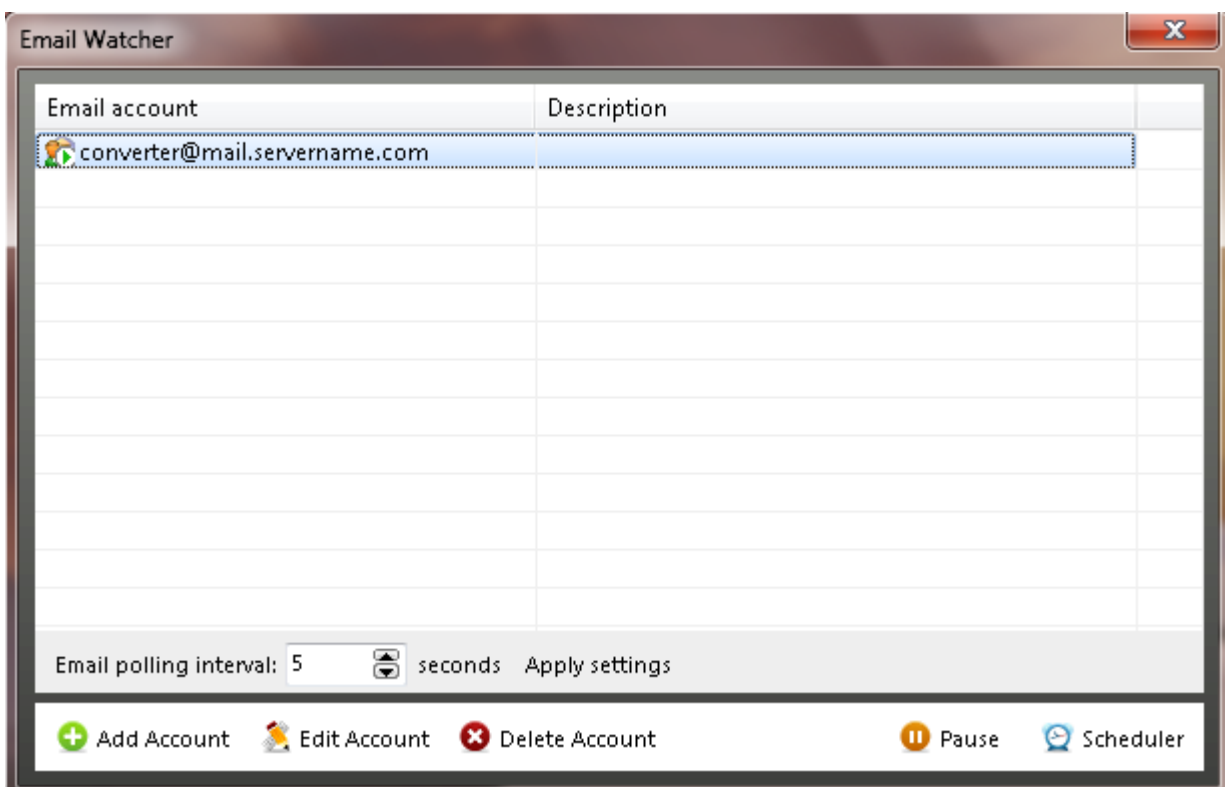 Email Watcher
Email account Description
converter@mail.servername.com
Email polling interval: 5 seconds Apply settings
Add Account Edit Account Delete Account Pause Scheduler